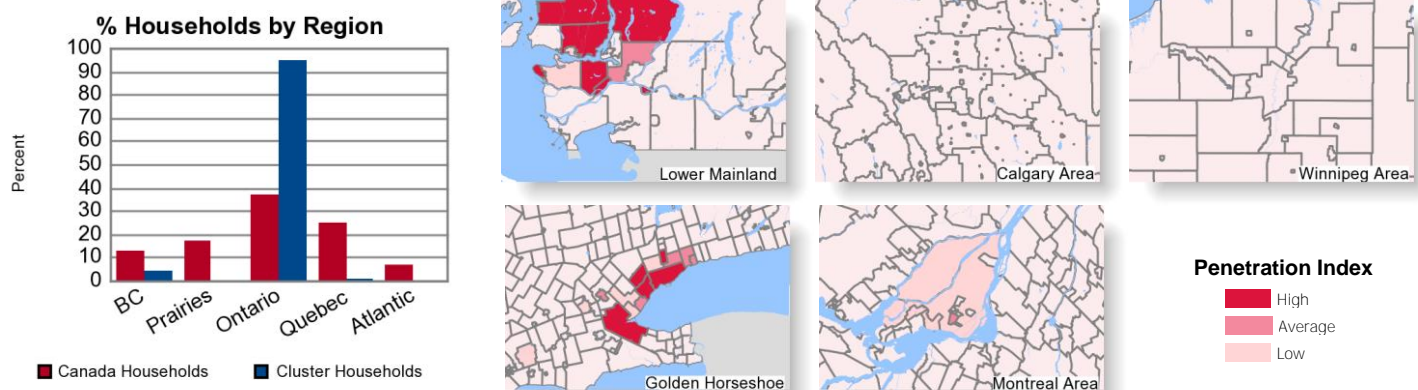 % Households by Region
Percent
100
90
80
70
60
50
40
30
20
10
0
BC
Prairies
Ontario
Quebec
Atlantic
Canada Households
Cluster Households
Lower Mainland
Calgary Area
Winnipeg Area
Golden Horseshoe
Montreal Area
Penetration Index
High
Average
Low